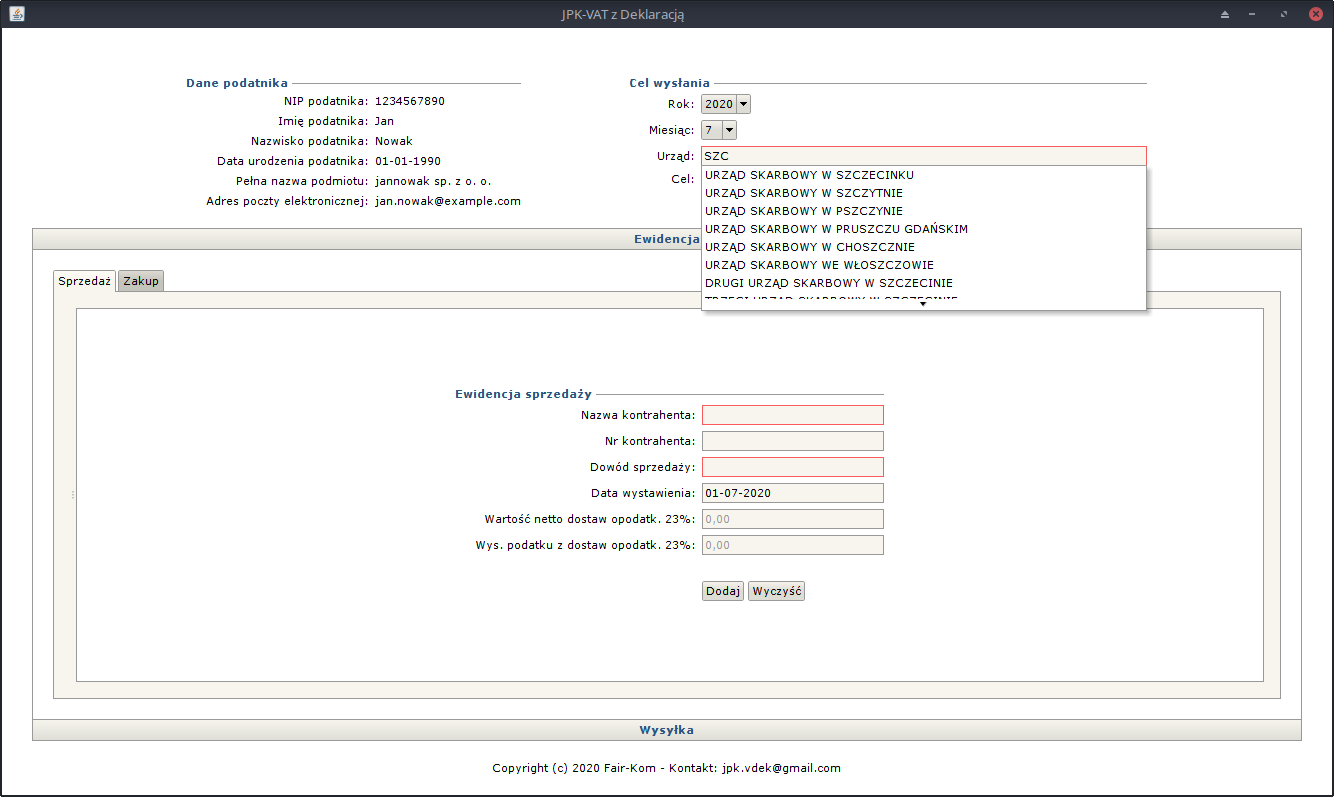 JPK-VAT z Deklaracją
Dane podatnika
NIP podatnika: 1234567890
Imię podatnika: Jan
Nazwisko podatnika: Nowak
Data urodzenia podatnika: 01-01-1990
Pełna nazwa podmiotu: jannowak sp. z o. o.
Adres poczty elektronicznej: jan.nowak@example.com
Cel wysłania
Rok: 2020
Miesiąc: 7
Urząd: SZC
Cel:
URZĄD SKARBOWY W SZCZECINKU
URZĄD SKARBOWY W SZCZYTNIE
URZĄD SKARBOWY W PSZCZYNIE
URZĄD SKARBOWY W PRUSZCZU GDAŃSKIM
URZĄD SKARBOWY W CHOSZCZNIE
URZĄD SKARBOWY WE WŁOSZCZOWIE
DRUGI URZĄD SKARBOWY W SZCZECINIE
TRZECI URZĄD SKARBOWY W SZCZECINIE
Ewidencja
Sprzedaż Zakup
Ewidencja sprzedaży
Nazwa kontrahenta:
Nr kontrahenta:
Dowód sprzedaży:
Data wystawienia: 01-07-2020
Wartość netto dostaw opodatk. 23%: 0,00
Wys. podatku z dostaw opodatk. 23%: 0,00
Dodaj Wyczyść
Wysyłka
Copyright (c) 2020 Fair-Kom - Kontakt: jpk.vdek@gmail.com